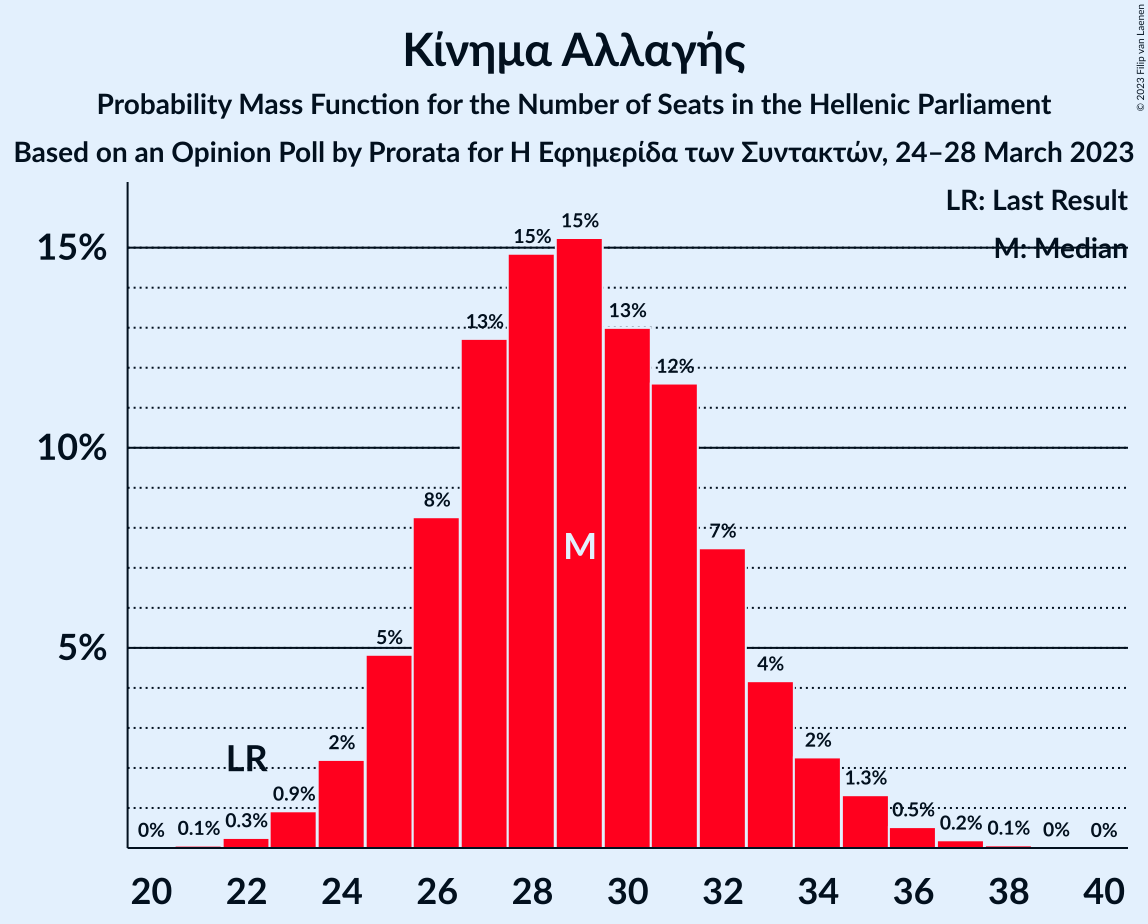 Κίνημα Αλλαγής
Probability Mass Function for the Number of Seats in the Hellenic Parliament
Based on an Opinion Poll by Prorata for Η Εφημερίδα των Συντακτών, 24–28 March 2023
© 2023 Filip van Laenen
LR: Last Result
M: Median
15%
10%
5%
0%
0.1%
0.3%
0.9%
2%
5%
8%
13%
15%
15%
13%
12%
7%
4%
2%
1.3%
0.5%
0.2%
0.1%
0%
0%
LR
M
20 22 24 26 28 30 32 34 36 38 40